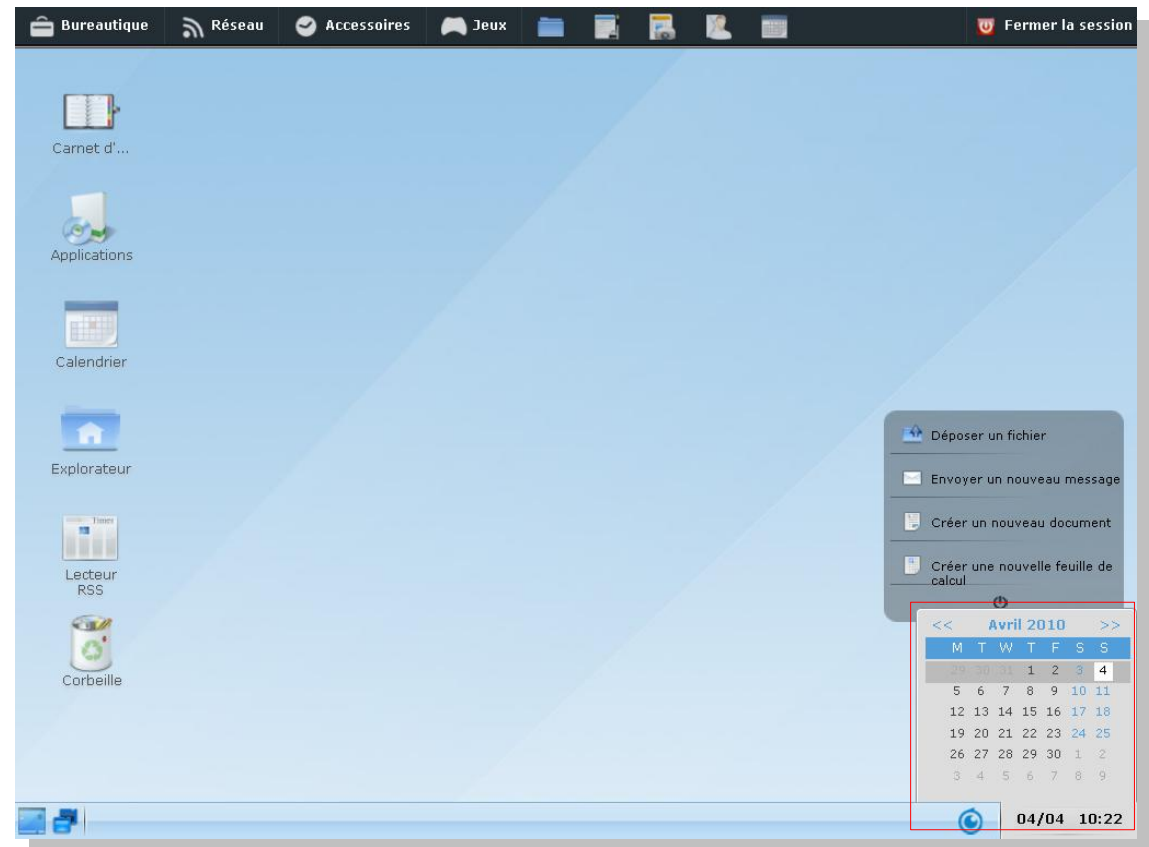 Bureautique Réseau Accessoires Jeux Fermer la session
Carnet d'...
Applications
Calendrier
Explorateur
Times
Lecteur
RSS
Corbeille
Déposer un fichier
Envoyer un nouveau message
Créer un nouveau document
Créer une nouvelle feuille de
calcul
<< Avril 2010 >>
M T W T F S S
29 30 31 1 2 3 4
5 6 7 8 9 10 11
12 13 14 15 16 17 18
19 20 21 22 23 24 25
26 27 28 29 30 1 2
3 4 5 6 7 8 9
04/04 10:22